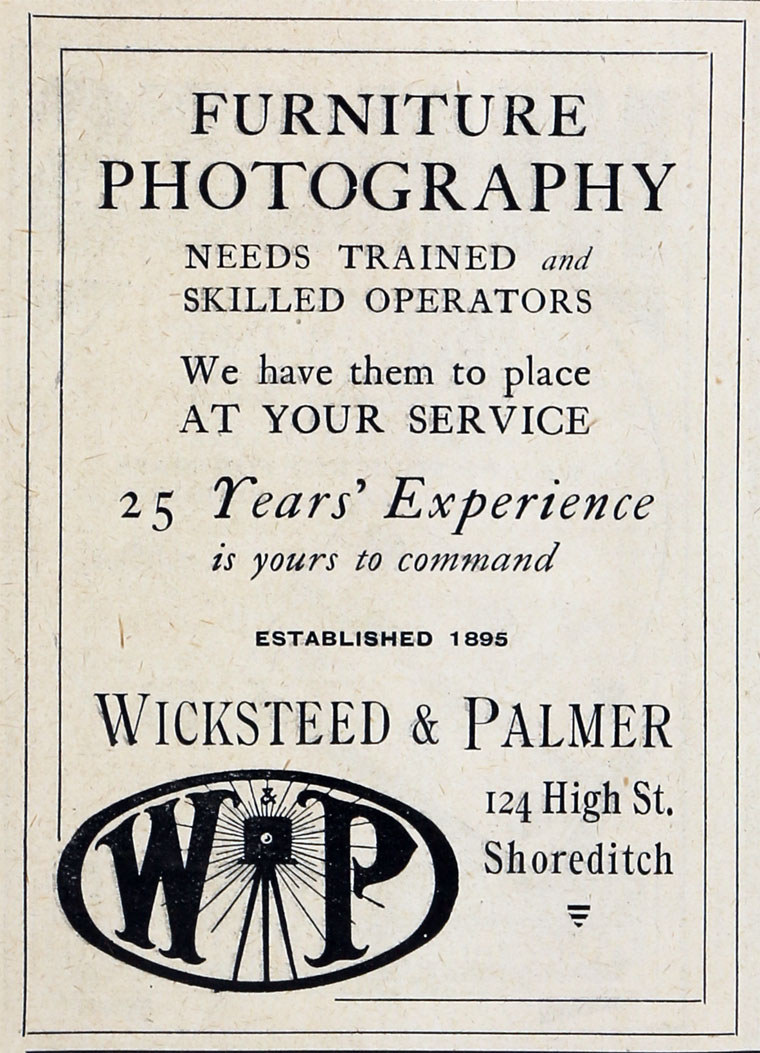 FURNITURE
PHOTOGRAPHY
NEEDS TRAINED and
SKILLED OPERATORS
We have them to place
AT YOUR SERVICE
25 Years' Experience
is yours to command
ESTABLISHED 1895
WICKSTEED & PALMER
W & P
124 High St.
Shoreditch